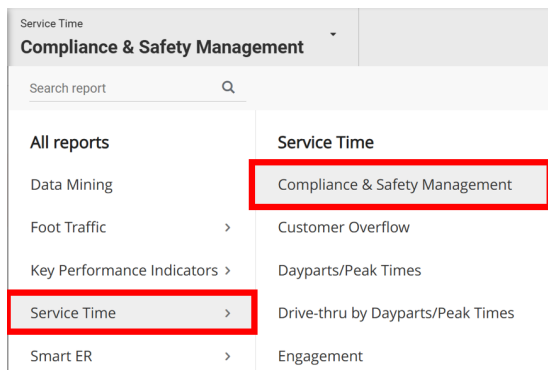 Service Time
Compliance & Safety Management
Search report
All reports
Data Mining
Foot Traffic
Key Performance Indicators
Service Time
Smart ER
Service Time
Compliance & Safety Management
Customer Overflow
Dayparts/Peak Times
Drive-thru by Dayparts/Peak Times
Engagement